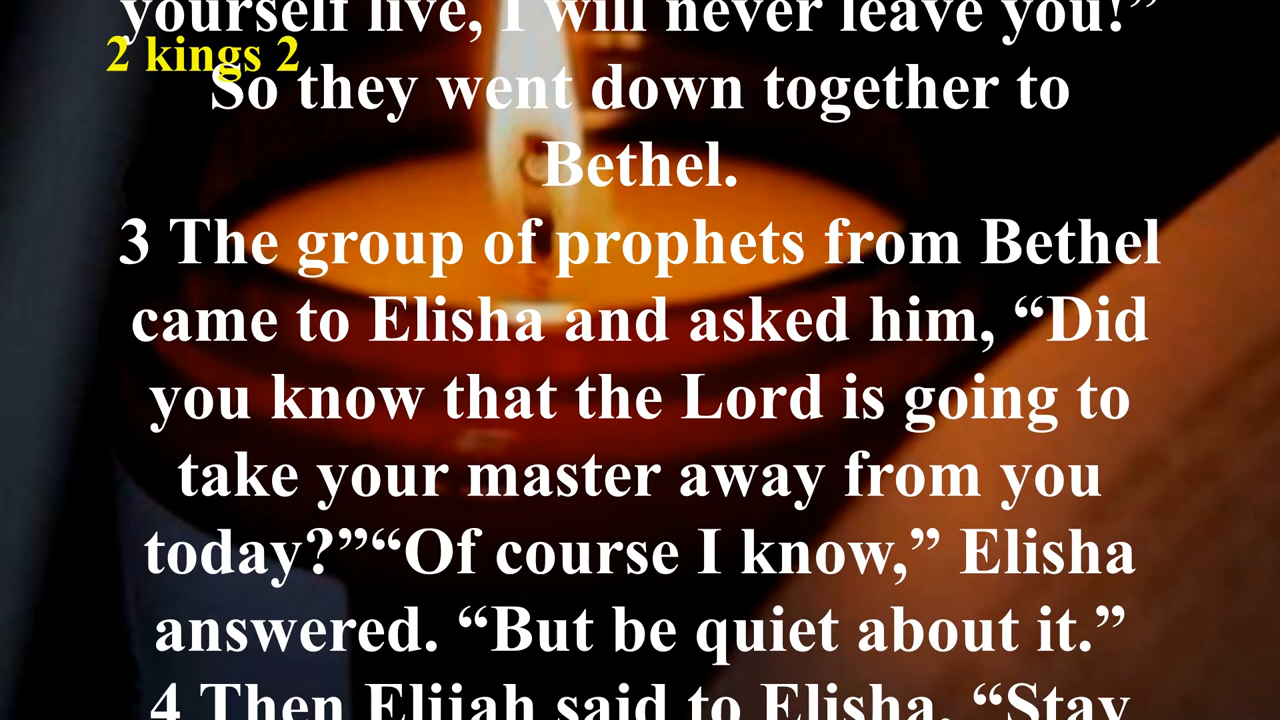 yourself live, I will never leave you!”
2 kings 2
So they went down together to
Bethel.
3 The group of prophets from Bethel
came to Elisha and asked him, “Did
you know that the Lord is going to
take your master away from you
today?”“Of course I know,” Elisha
answered. “But be quiet about it.”
4 Then Elijah said to Elisha, “Stay